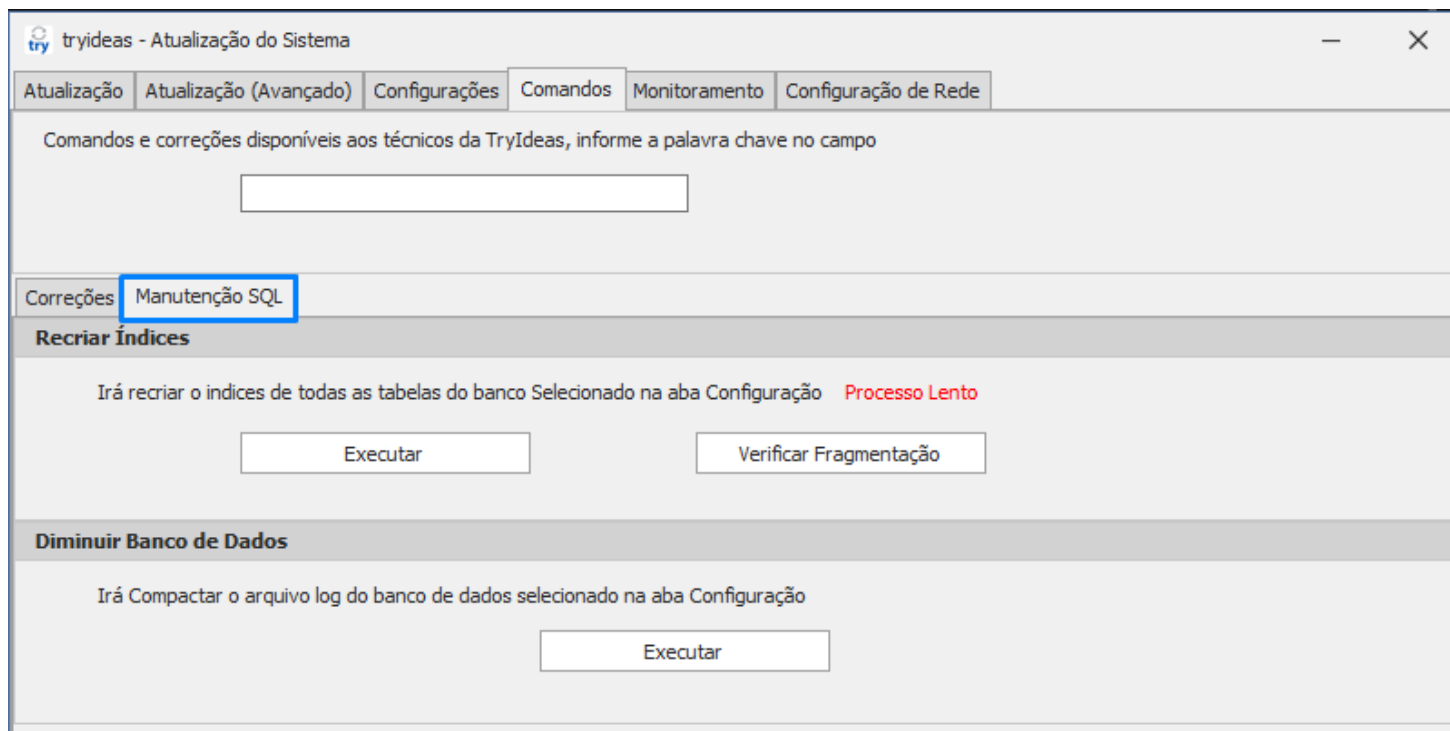 try tryideas - Atualização do Sistema
Atualização Atualização (Avançado) Configurações Comandos Monitoramento Configuração de Rede
Comandos e correções disponíveis aos técnicos da TryIdeas, informe a palavra chave no campo
Correções Manutenção SQL
Recriar Índices
Irá recriar o indices de todas as tabelas do banco Selecionado na aba Configuração Processo Lento
Executar Verificar Fragmentação
Diminuir Banco de Dados
Irá Compactar o arquivo log do banco de dados selecionado na aba Configuração
Executar